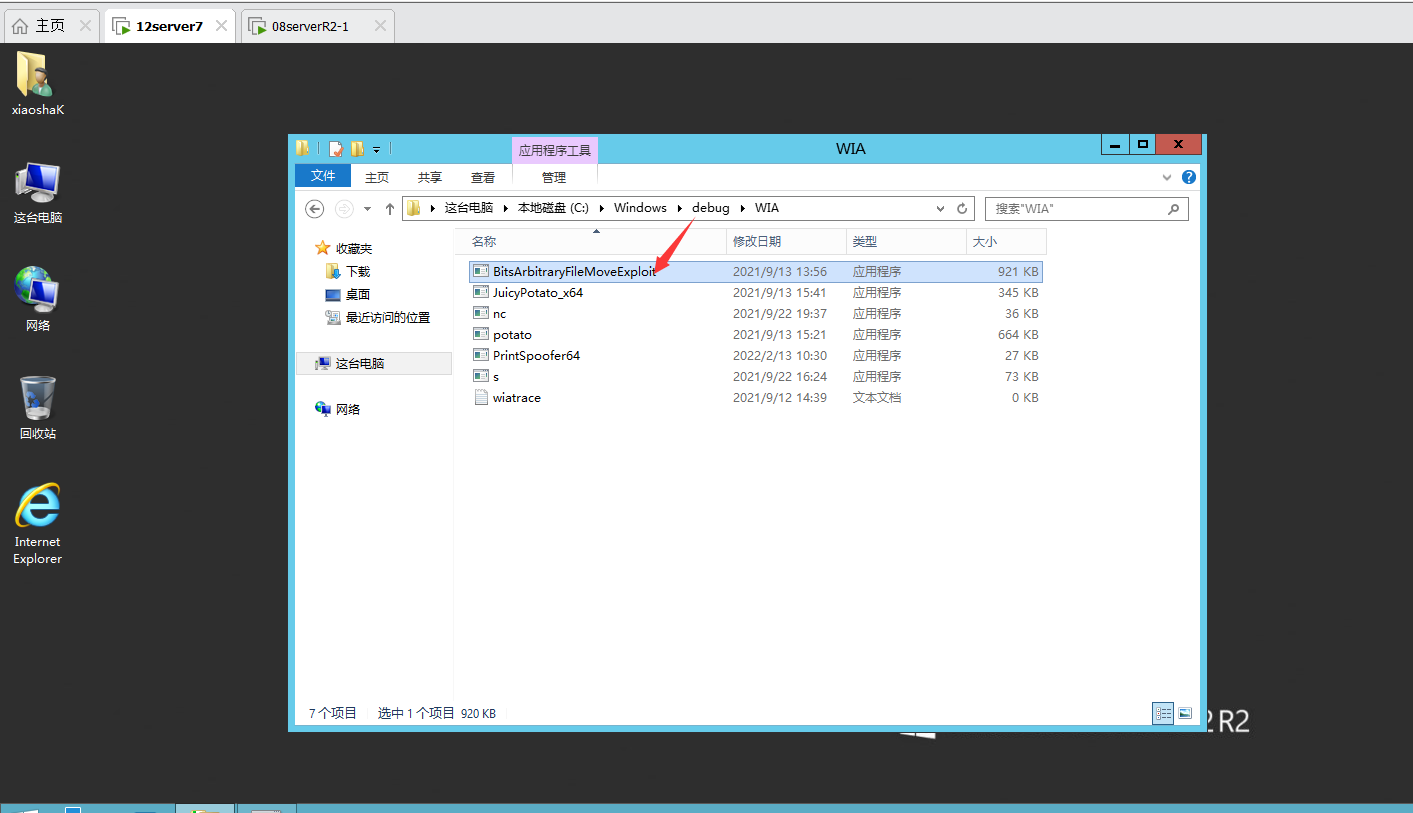 主页
12server7
08serverR2-1
xiaoshaK
这台电脑
网络
回收站
Internet
Explorer
应用程序工具
WIA
文件 主页 共享 查看 管理
这台电脑 本地磁盘 (C:) Windows debug WIA
搜索"WIA"
收藏夹
下载
桌面
最近访问的位置
这台电脑
网络
名称 修改日期 类型 大小
BitsArbitraryFileMoveExploit 2021/9/13 13:56 应用程序 921 KB
JuicyPotato_x64 2021/9/13 15:41 应用程序 345 KB
nc 2021/9/22 19:37 应用程序 36 KB
potato 2021/9/13 15:21 应用程序 664 KB
PrintSpoofer64 2022/2/13 10:30 应用程序 27 KB
s 2021/9/22 16:24 应用程序 73 KB
wiatrace 2021/9/12 14:39 文本文档 0 KB
7 个项目 选中 1 个项目 920 KB
2 R2